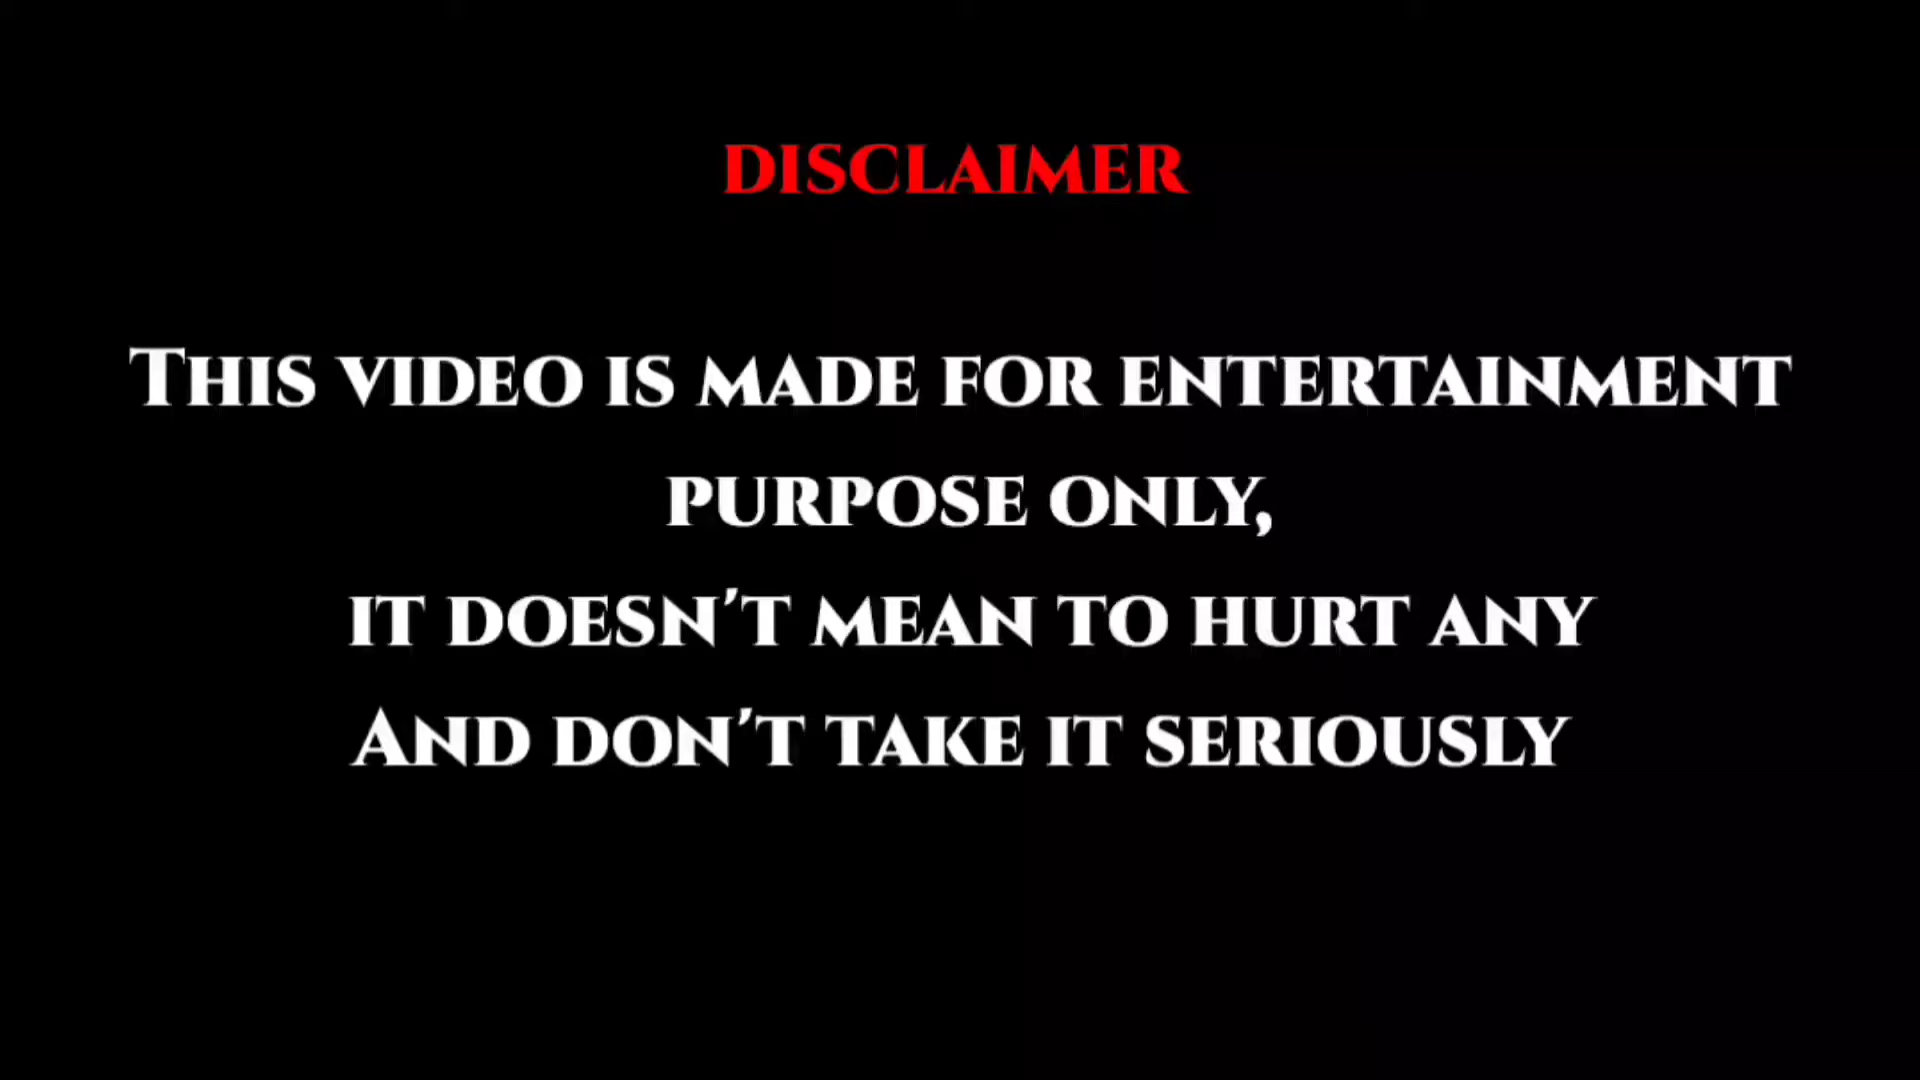 DISCLAIMER
This video is made for entertainment
purpose only,
it doesn't mean to hurt any
And don't take it seriously